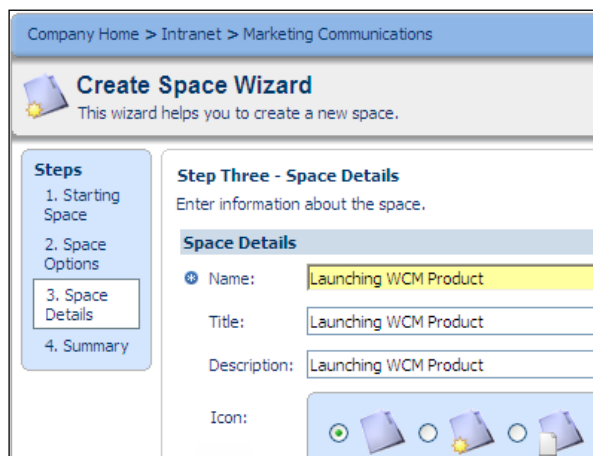 Company Home > Intranet > Marketing Communications
Create Space Wizard
This wizard helps you to create a new space.
Steps
1. Starting
Space
2. Space
Options
3. Space
Details
4. Summary
Step Three - Space Details
Enter information about the space.
Space Details
Name: Launching WCM Product
Title: Launching WCM Product
Description: Launching WCM Product
Icon: